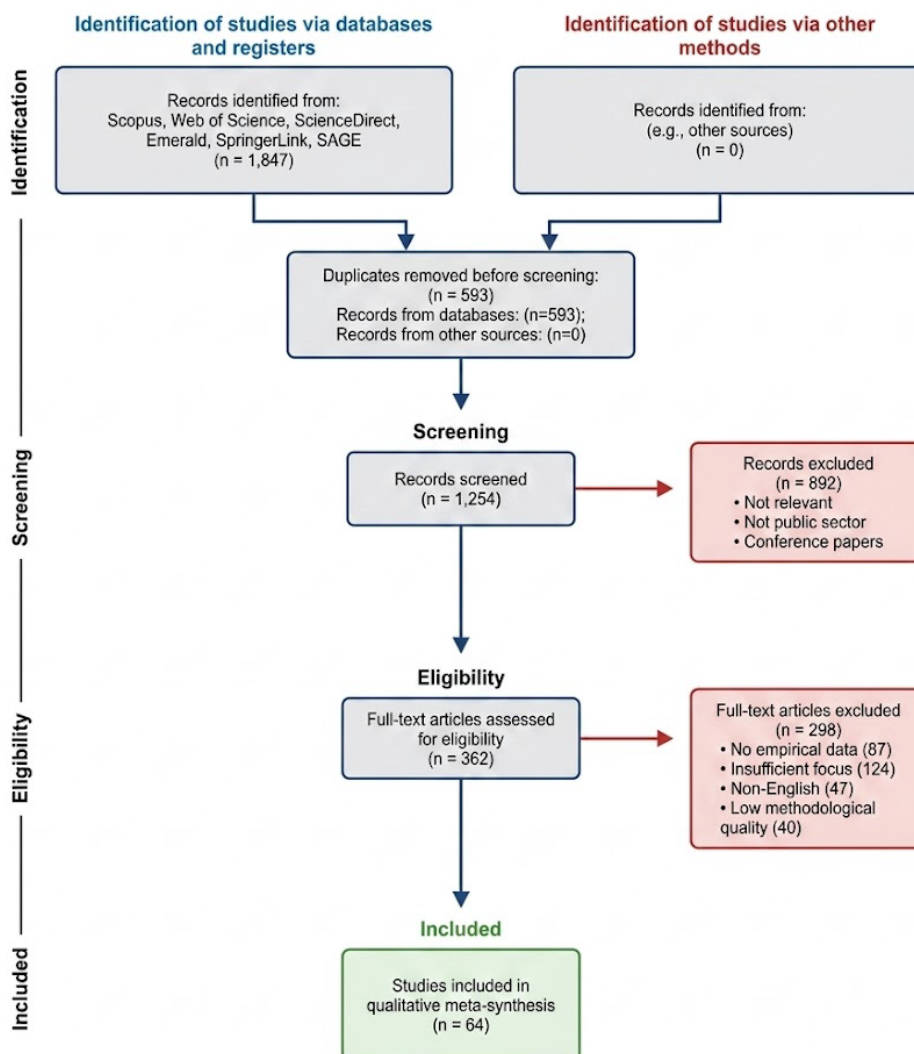 Identification of studies via databases
and registers
Identification of studies via other
methods
Identification
Records identified from:
Scopus, Web of Science, ScienceDirect,
Emerald, SpringerLink, SAGE
(n = 1,847)
Records identified from:
(e.g., other sources)
(n = 0)
Duplicates removed before screening:
(n = 593)
Records from databases: (n=593);
Records from other sources: (n=0)
Screening
Screening
Records screened
(n = 1,254)
Records excluded
(n = 892)
• Not relevant
• Not public sector
• Conference papers
Eligibility
Eligibility
Full-text articles assessed
for eligibility
(n = 362)
Full-text articles excluded
(n = 298)
• No empirical data (87)
• Insufficient focus (124)
• Non-English (47)
• Low methodological
quality (40)
Included
Included
Studies included in
qualitative meta-synthesis
(n = 64)